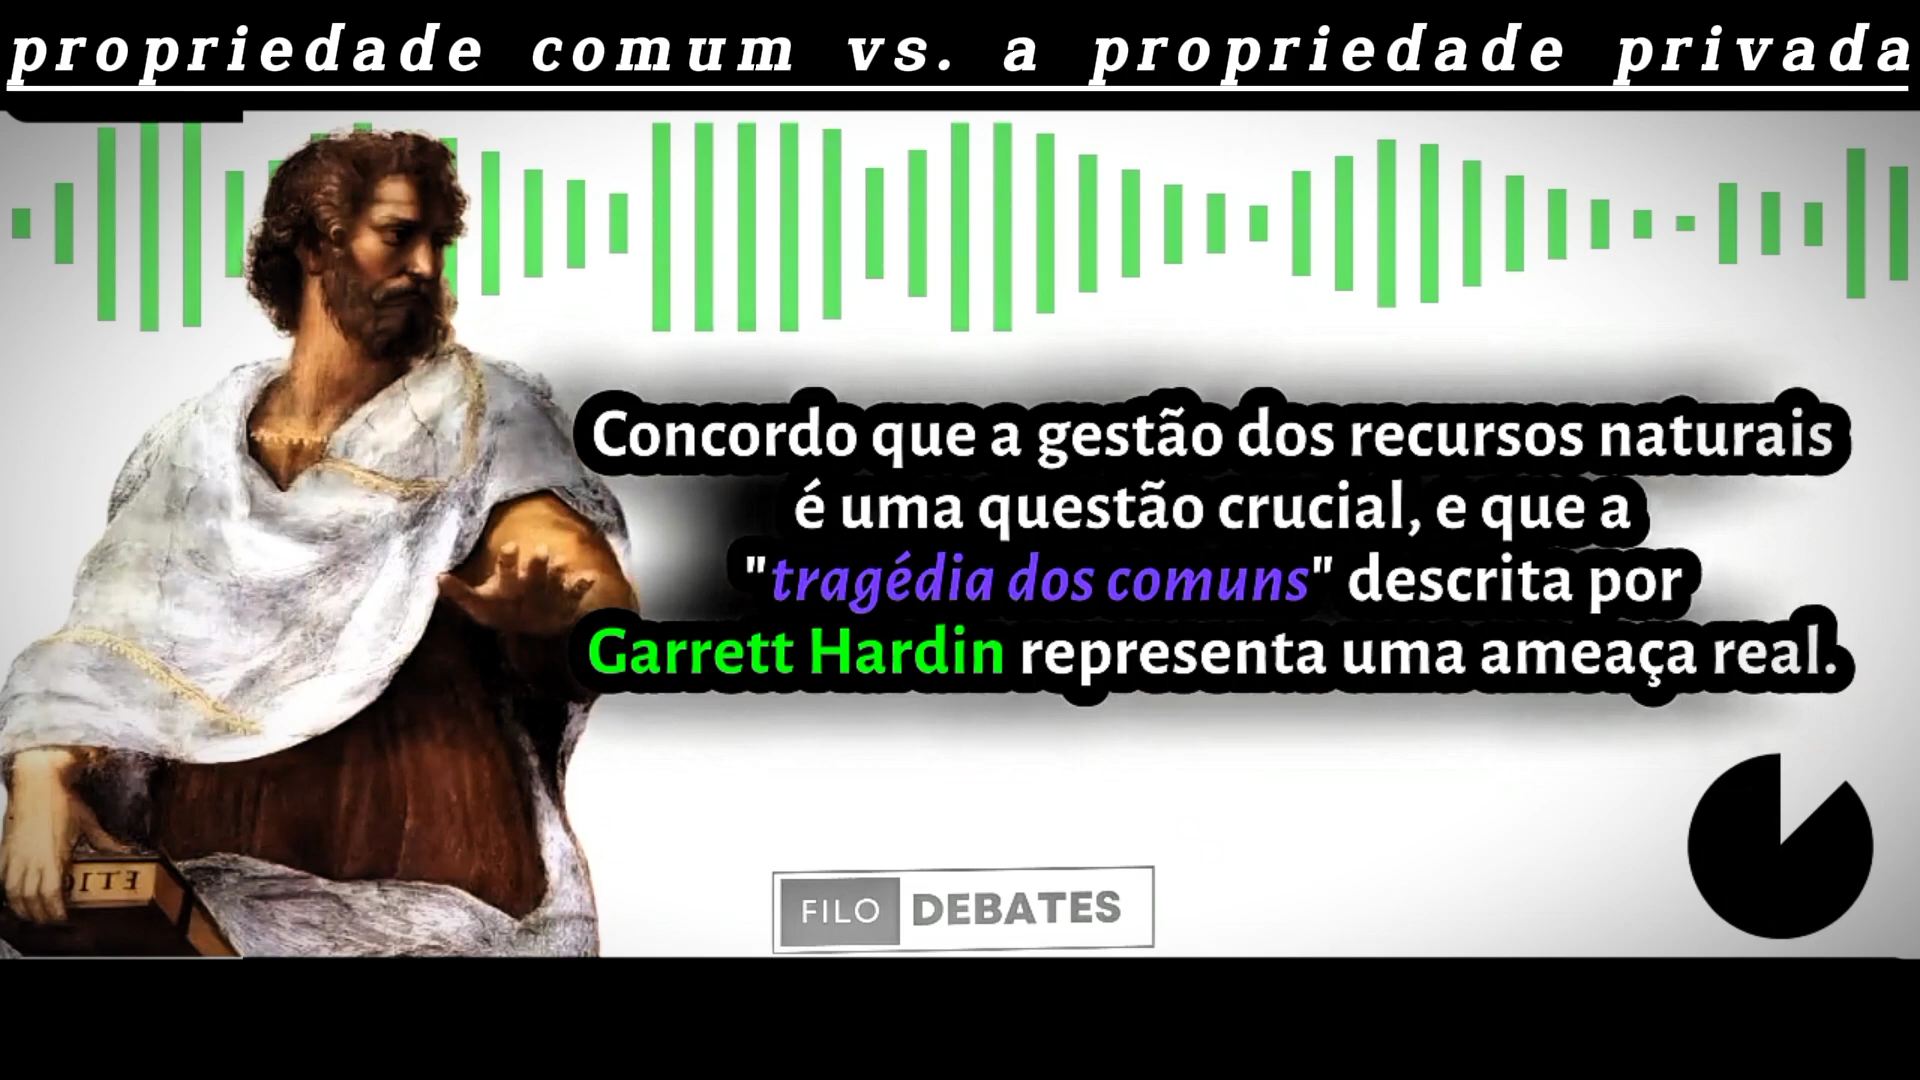 propriedade comum vs. a propriedade privada
Concordo que a gestão dos recursos naturais
é uma questão crucial, e que a
"tragédia dos comuns" descrita por
Garrett Hardin representa uma ameaça real.
FILO DEBATES